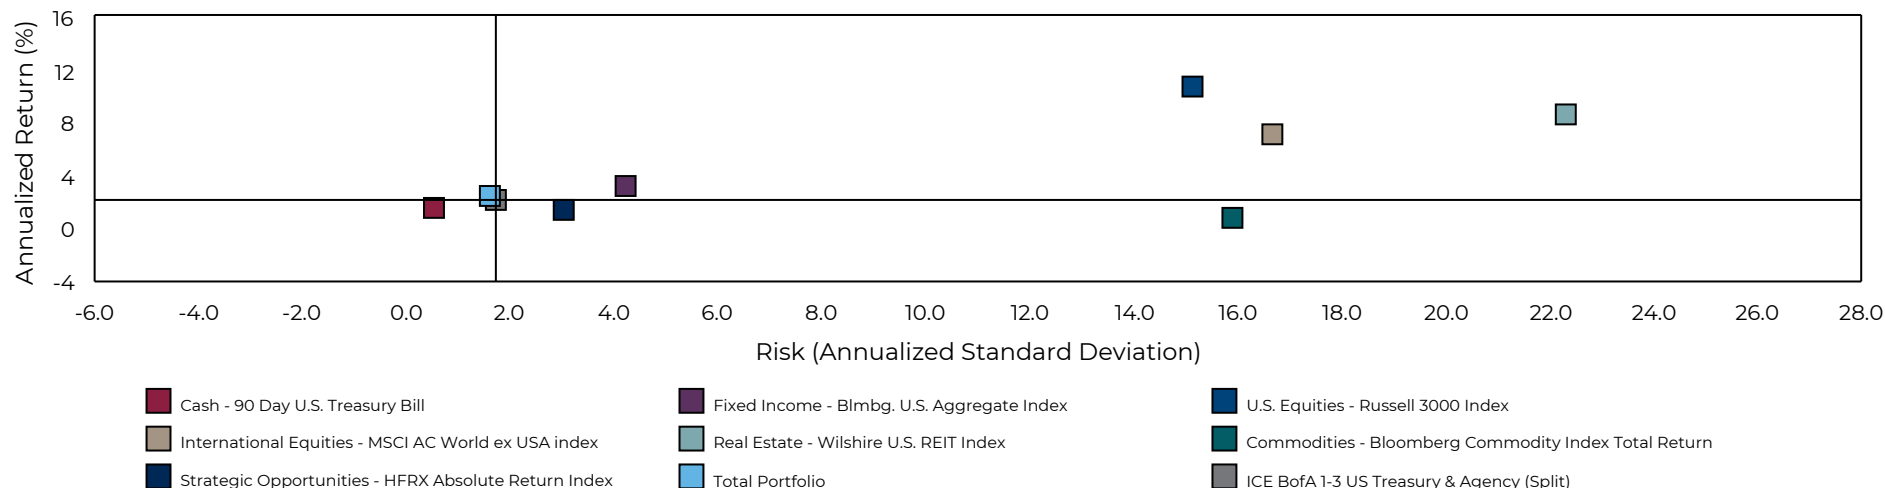 16
12
8
4
0
-4
Annualized Return (%)
-6.0 -4.0 -2.0 0.0 2.0 4.0 6.0 8.0 10.0 12.0 14.0 16.0 18.0 20.0 22.0 24.0 26.0 28.0
Risk (Annualized Standard Deviation)
Cash - 90 Day U.S. Treasury Bill
Fixed Income - Blmbg. U.S. Aggregate Index
U.S. Equities - Russell 3000 Index
International Equities - MSCI AC World ex USA index
Real Estate - Wilshire U.S. REIT Index
Commodities - Bloomberg Commodity Index Total Return
Strategic Opportunities - HFRX Absolute Return Index
Total Portfolio
ICE BofA 1-3 US Treasury & Agency (Split)